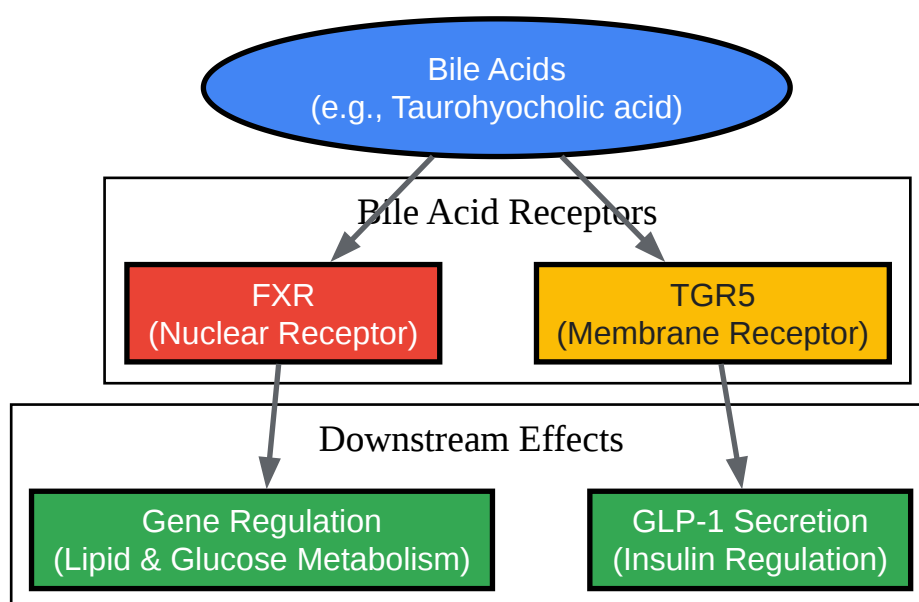 Bile Acids
(e.g., Taurohyocholic acid)
Bile Acid Receptors
FXR
(Nuclear Receptor)
TGR5
(Membrane Receptor)
Downstream Effects
Gene Regulation
(Lipid & Glucose Metabolism)
GLP-1 Secretion
(Insulin Regulation)